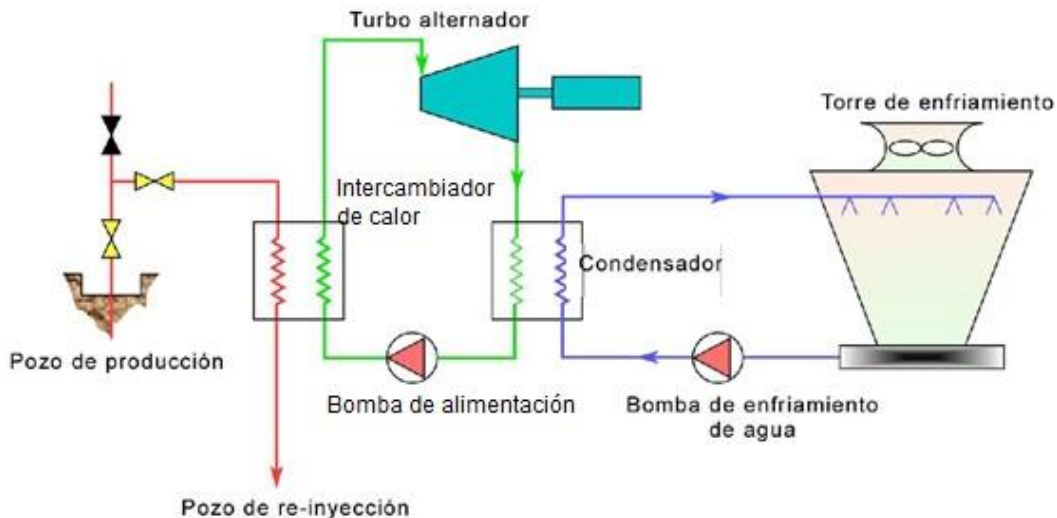 Turbo alternador
Torre de enfriamiento
Intercambiador
de calor
Condensador
Pozo de producción
Bomba de alimentación
Bomba de enfriamiento
de agua
Pozo de re-inyección